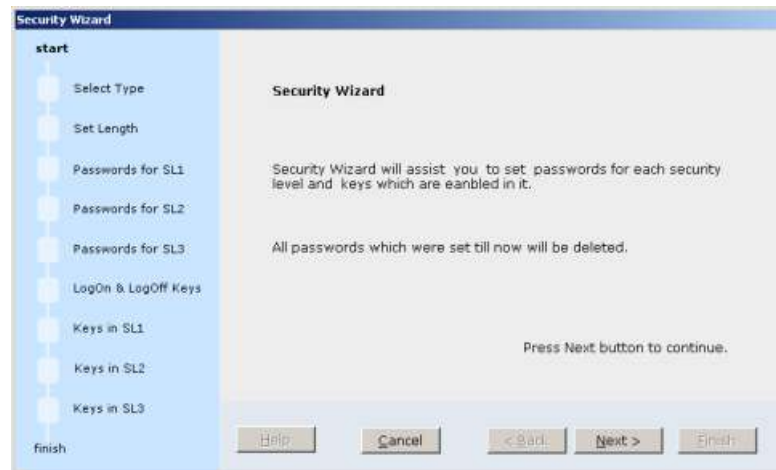 Security Wizard
start
Select Type
Set Length
Passwords for SL1
Passwords for SL2
Passwords for SL3
LogOn & LogOff Keys
Keys in SL1
Keys in SL2
Keys in SL3
finish
Security Wizard
Security Wizard will assist you to set passwords for each security
level and keys which are eanbled in it.
All passwords which were set till now will be deleted.
Press Next button to continue.
Help
Cancel
< Back
Next >
Finish